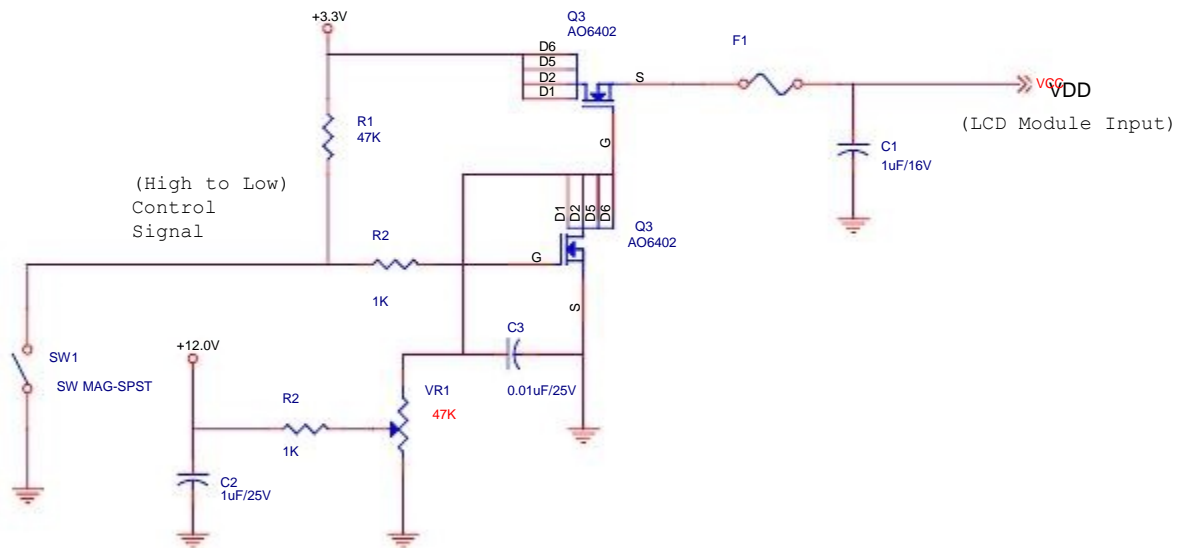 +3.3V
Q3
AO6402
D6
D5
D2
D1
S
F1
VCC
VDD
(LCD Module Input)
R1
47K
G
C1
1uF/16V
(High to Low)
Control
Signal
D1
D2
D5
D6
Q3
AO6402
R2
G
1K
S
C3
0.01uF/25V
+12.0V
SW1
SW MAG-SPST
R2
1K
VR1
47K
C2
1uF/25V